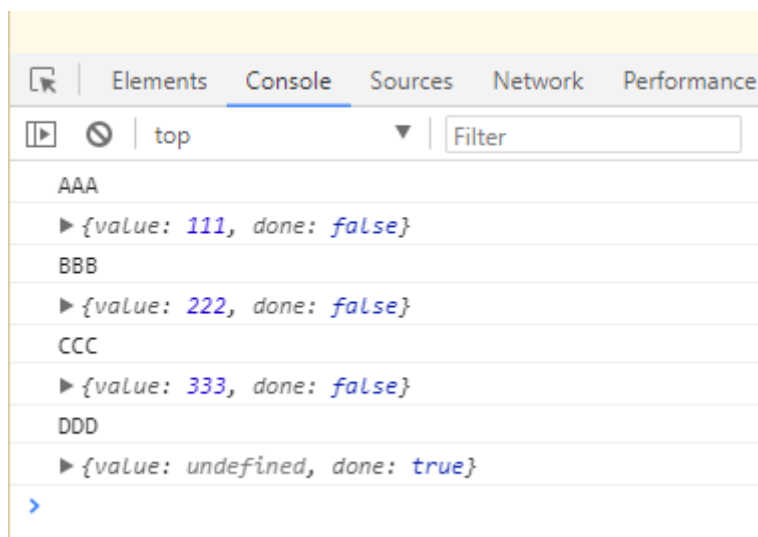 Elements Console Sources Network Performance
top Filter
AAA
{value: 111, done: false}
BBB
{value: 222, done: false}
CCC
{value: 333, done: false}
DDD
{value: undefined, done: true}